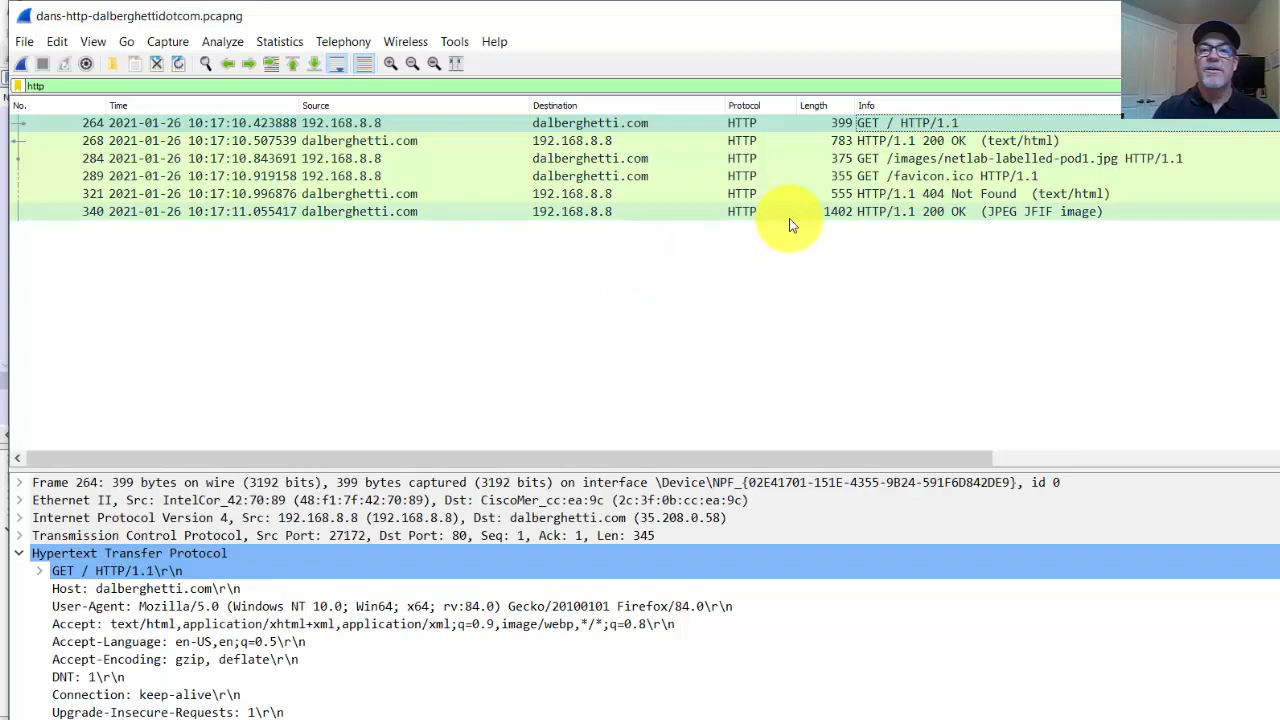 dans-http-dalberghettidotcom.pcapng
File Edit View Go Capture Analyze Statistics Telephony Wireless Tools Help
http
No. Time Source Destination Protocol Length Info
264 2021-01-26 10:17:10.423888 192.168.8.8 dalberghetti.com HTTP 399 GET / HTTP/1.1
268 2021-01-26 10:17:10.507539 dalberghetti.com 192.168.8.8 HTTP 783 HTTP/1.1 200 OK (text/html)
284 2021-01-26 10:17:10.843691 192.168.8.8 dalberghetti.com HTTP 375 GET /images/netlab-labelled-pod1.jpg HTTP/1.1
289 2021-01-26 10:17:10.919158 192.168.8.8 dalberghetti.com HTTP 355 GET /favicon.ico HTTP/1.1
321 2021-01-26 10:17:10.996876 dalberghetti.com 192.168.8.8 HTTP 555 HTTP/1.1 404 Not Found (text/html)
340 2021-01-26 10:17:11.055417 dalberghetti.com 192.168.8.8 HTTP 1402 HTTP/1.1 200 OK (JPEG JFIF image)
Frame 264: 399 bytes on wire (3192 bits), 399 bytes captured (3192 bits) on interface \Device\NPF_{02E41701-151E-4355-9B24-591F6D842DE9}, id 0
Ethernet II, Src: IntelCor_42:70:89 (48:f1:7f:42:70:89), Dst: CiscoMer_cc:ea:9c (2c:3f:0b:cc:ea:9c)
Internet Protocol Version 4, Src: 192.168.8.8 (192.168.8.8), Dst: dalberghetti.com (35.208.0.58)
Transmission Control Protocol, Src Port: 27172, Dst Port: 80, Seq: 1, Ack: 1, Len: 345
Hypertext Transfer Protocol
GET / HTTP/1.1\r\n
Host: dalberghetti.com\r\n
User-Agent: Mozilla/5.0 (Windows NT 10.0; Win64; x64; rv:84.0) Gecko/20100101 Firefox/84.0\r\n
Accept: text/html,application/xhtml+xml,application/xml;q=0.9,image/webp,*/*;q=0.8\r\n
Accept-Language: en-US,en;q=0.5\r\n
Accept-Encoding: gzip, deflate\r\n
DNT: 1\r\n
Connection: keep-alive\r\n
Upgrade-Insecure-Requests: 1\r\n